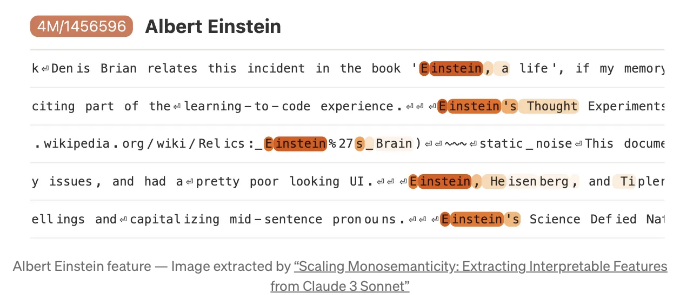 4M/1456596 Albert Einstein
k⏎Denis Brian relates this incident in the book 'Einstein, a life', if my memory
citing part of the⏎learning-to-code experience.⏎⏎⏎Einstein's Thought Experiments
.wikipedia.org/wiki/Relics:_Einstein%27s_Brain)⏎⏎~~~⏎static_noise⏎This docume
y issues, and had a⏎pretty poor looking UI.⏎⏎⏎Einstein, Heisenberg, and Tipler
ellings and⏎capitalizing mid-sentence pronouns.⏎⏎⏎Einstein's Science Defied Na
Albert Einstein feature — Image extracted by “Scaling Monosemanticity: Extracting Interpretable Features
from Claude 3 Sonnet”